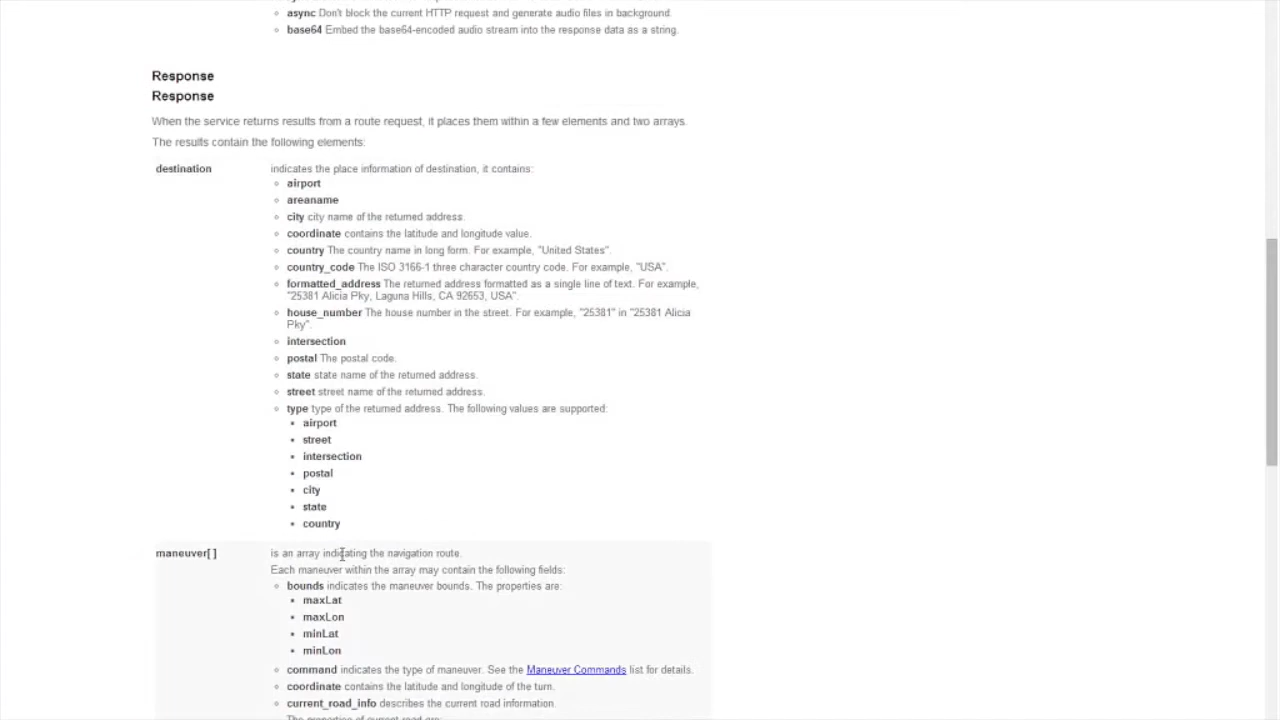 async Don't block the current HTTP request and generate audio files in background.
base64 Embed the base64-encoded audio stream into the response data as a string.
Response
Response
When the service returns results from a route request, it places them within a few elements and two arrays.
The results contain the following elements:
destination indicates the place information of destination, it contains:
airport
areaname
city city name of the returned address.
coordinate contains the latitude and longitude value.
country The country name in long form. For example, "United States".
country_code The ISO 3166-1 three character country code. For example, "USA".
formatted_address The returned address formatted as a single line of text. For example,
"25381 Alicia Pky, Laguna Hills, CA 92653, USA".
house_number The house number in the street. For example, "25381" in "25381 Alicia
Pky".
intersection
postal The postal code.
state state name of the returned address.
street street name of the returned address.
type type of the returned address. The following values are supported:
airport
street
intersection
postal
city
state
country
maneuver[ ] is an array indicating the navigation route.
Each maneuver within the array may contain the following fields:
bounds indicates the maneuver bounds. The properties are:
maxLat
maxLon
minLat
minLon
command indicates the type of maneuver. See the Maneuver Commands list for details.
coordinate contains the latitude and longitude of the turn.
current_road_info describes the current road information.
The properties of current road are: